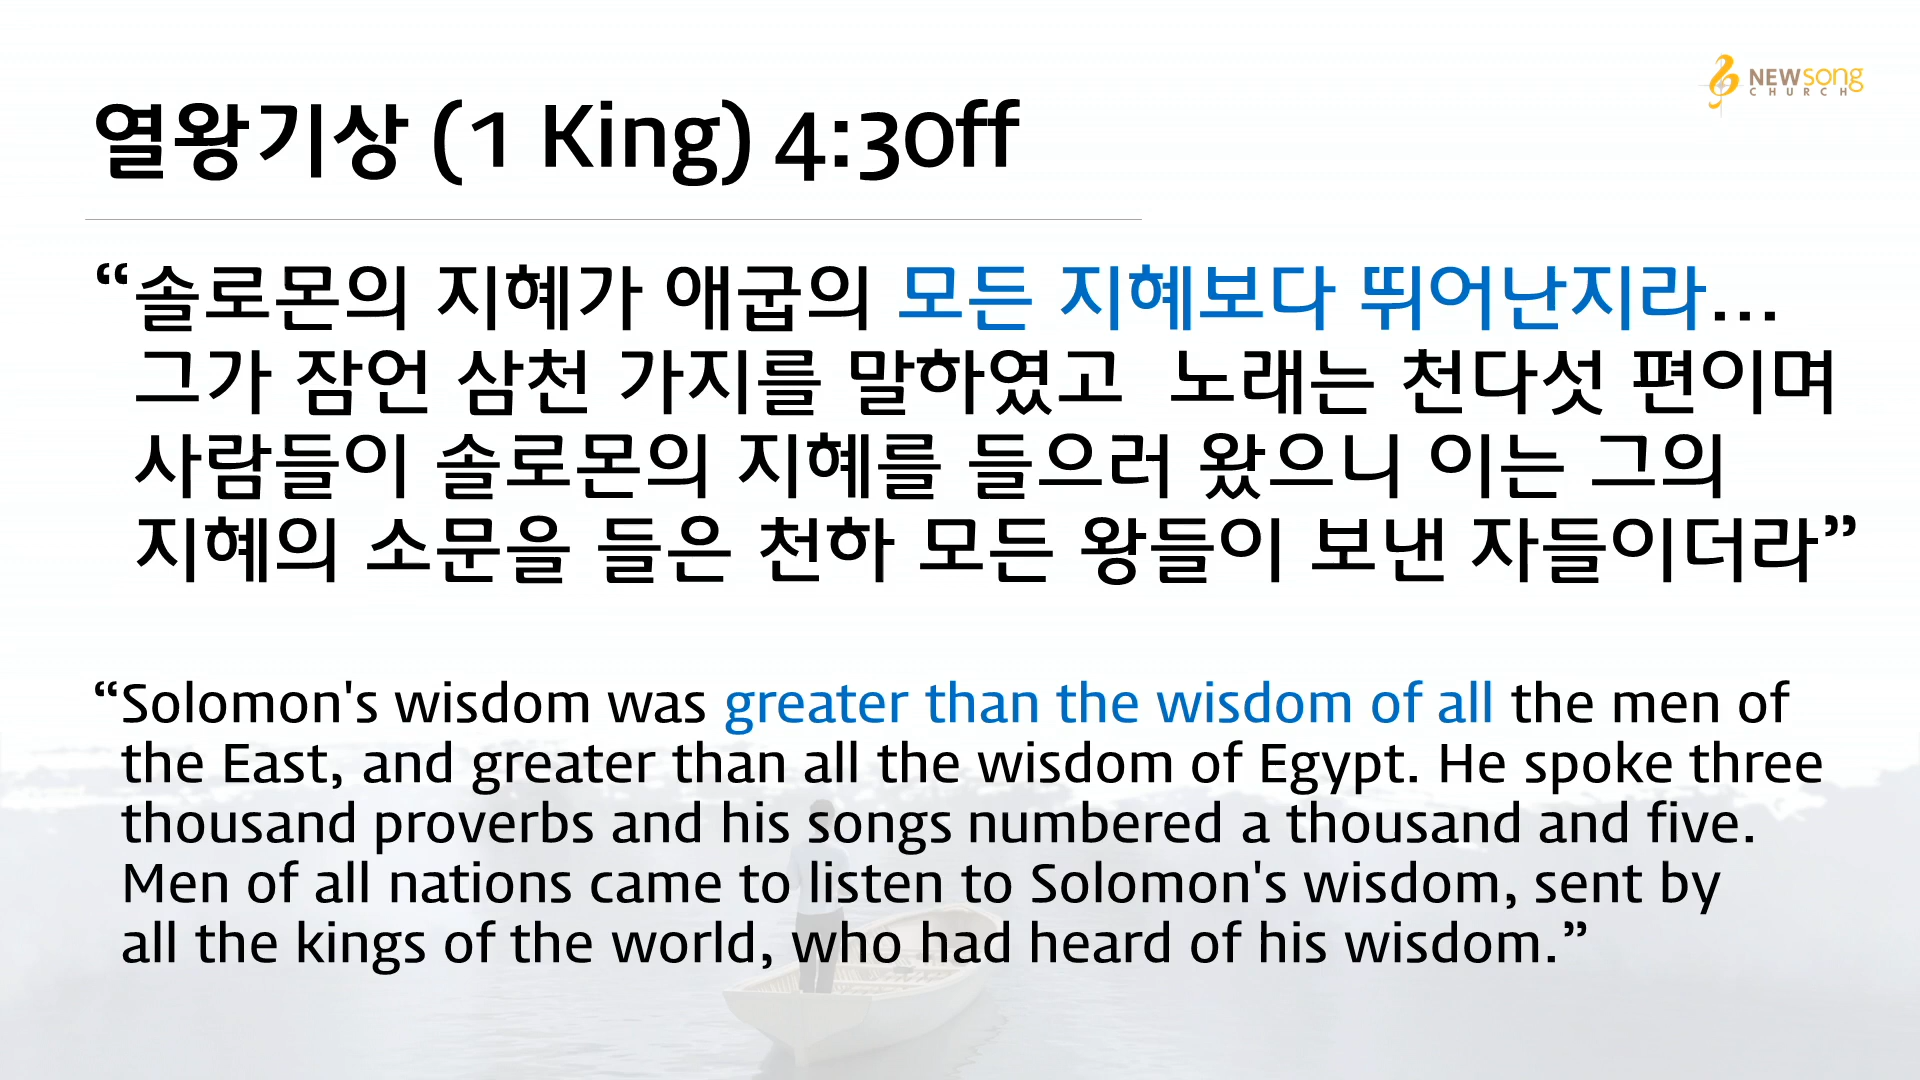 NEWsong
CHURCH
열왕기상 (1 King) 4:30ff
“솔로몬의 지혜가 애굽의 모든 지혜보다 뛰어난지라...
그가 잠언 삼천 가지를 말하였고 노래는 천다섯 편이며
사람들이 솔로몬의 지혜를 들으러 왔으니 이는 그의
지혜의 소문을 들은 천하 모든 왕들이 보낸 자들이더라”
“Solomon's wisdom was greater than the wisdom of all the men of
the East, and greater than all the wisdom of Egypt. He spoke three
thousand proverbs and his songs numbered a thousand and five.
Men of all nations came to listen to Solomon's wisdom, sent by
all the kings of the world, who had heard of his wisdom.”